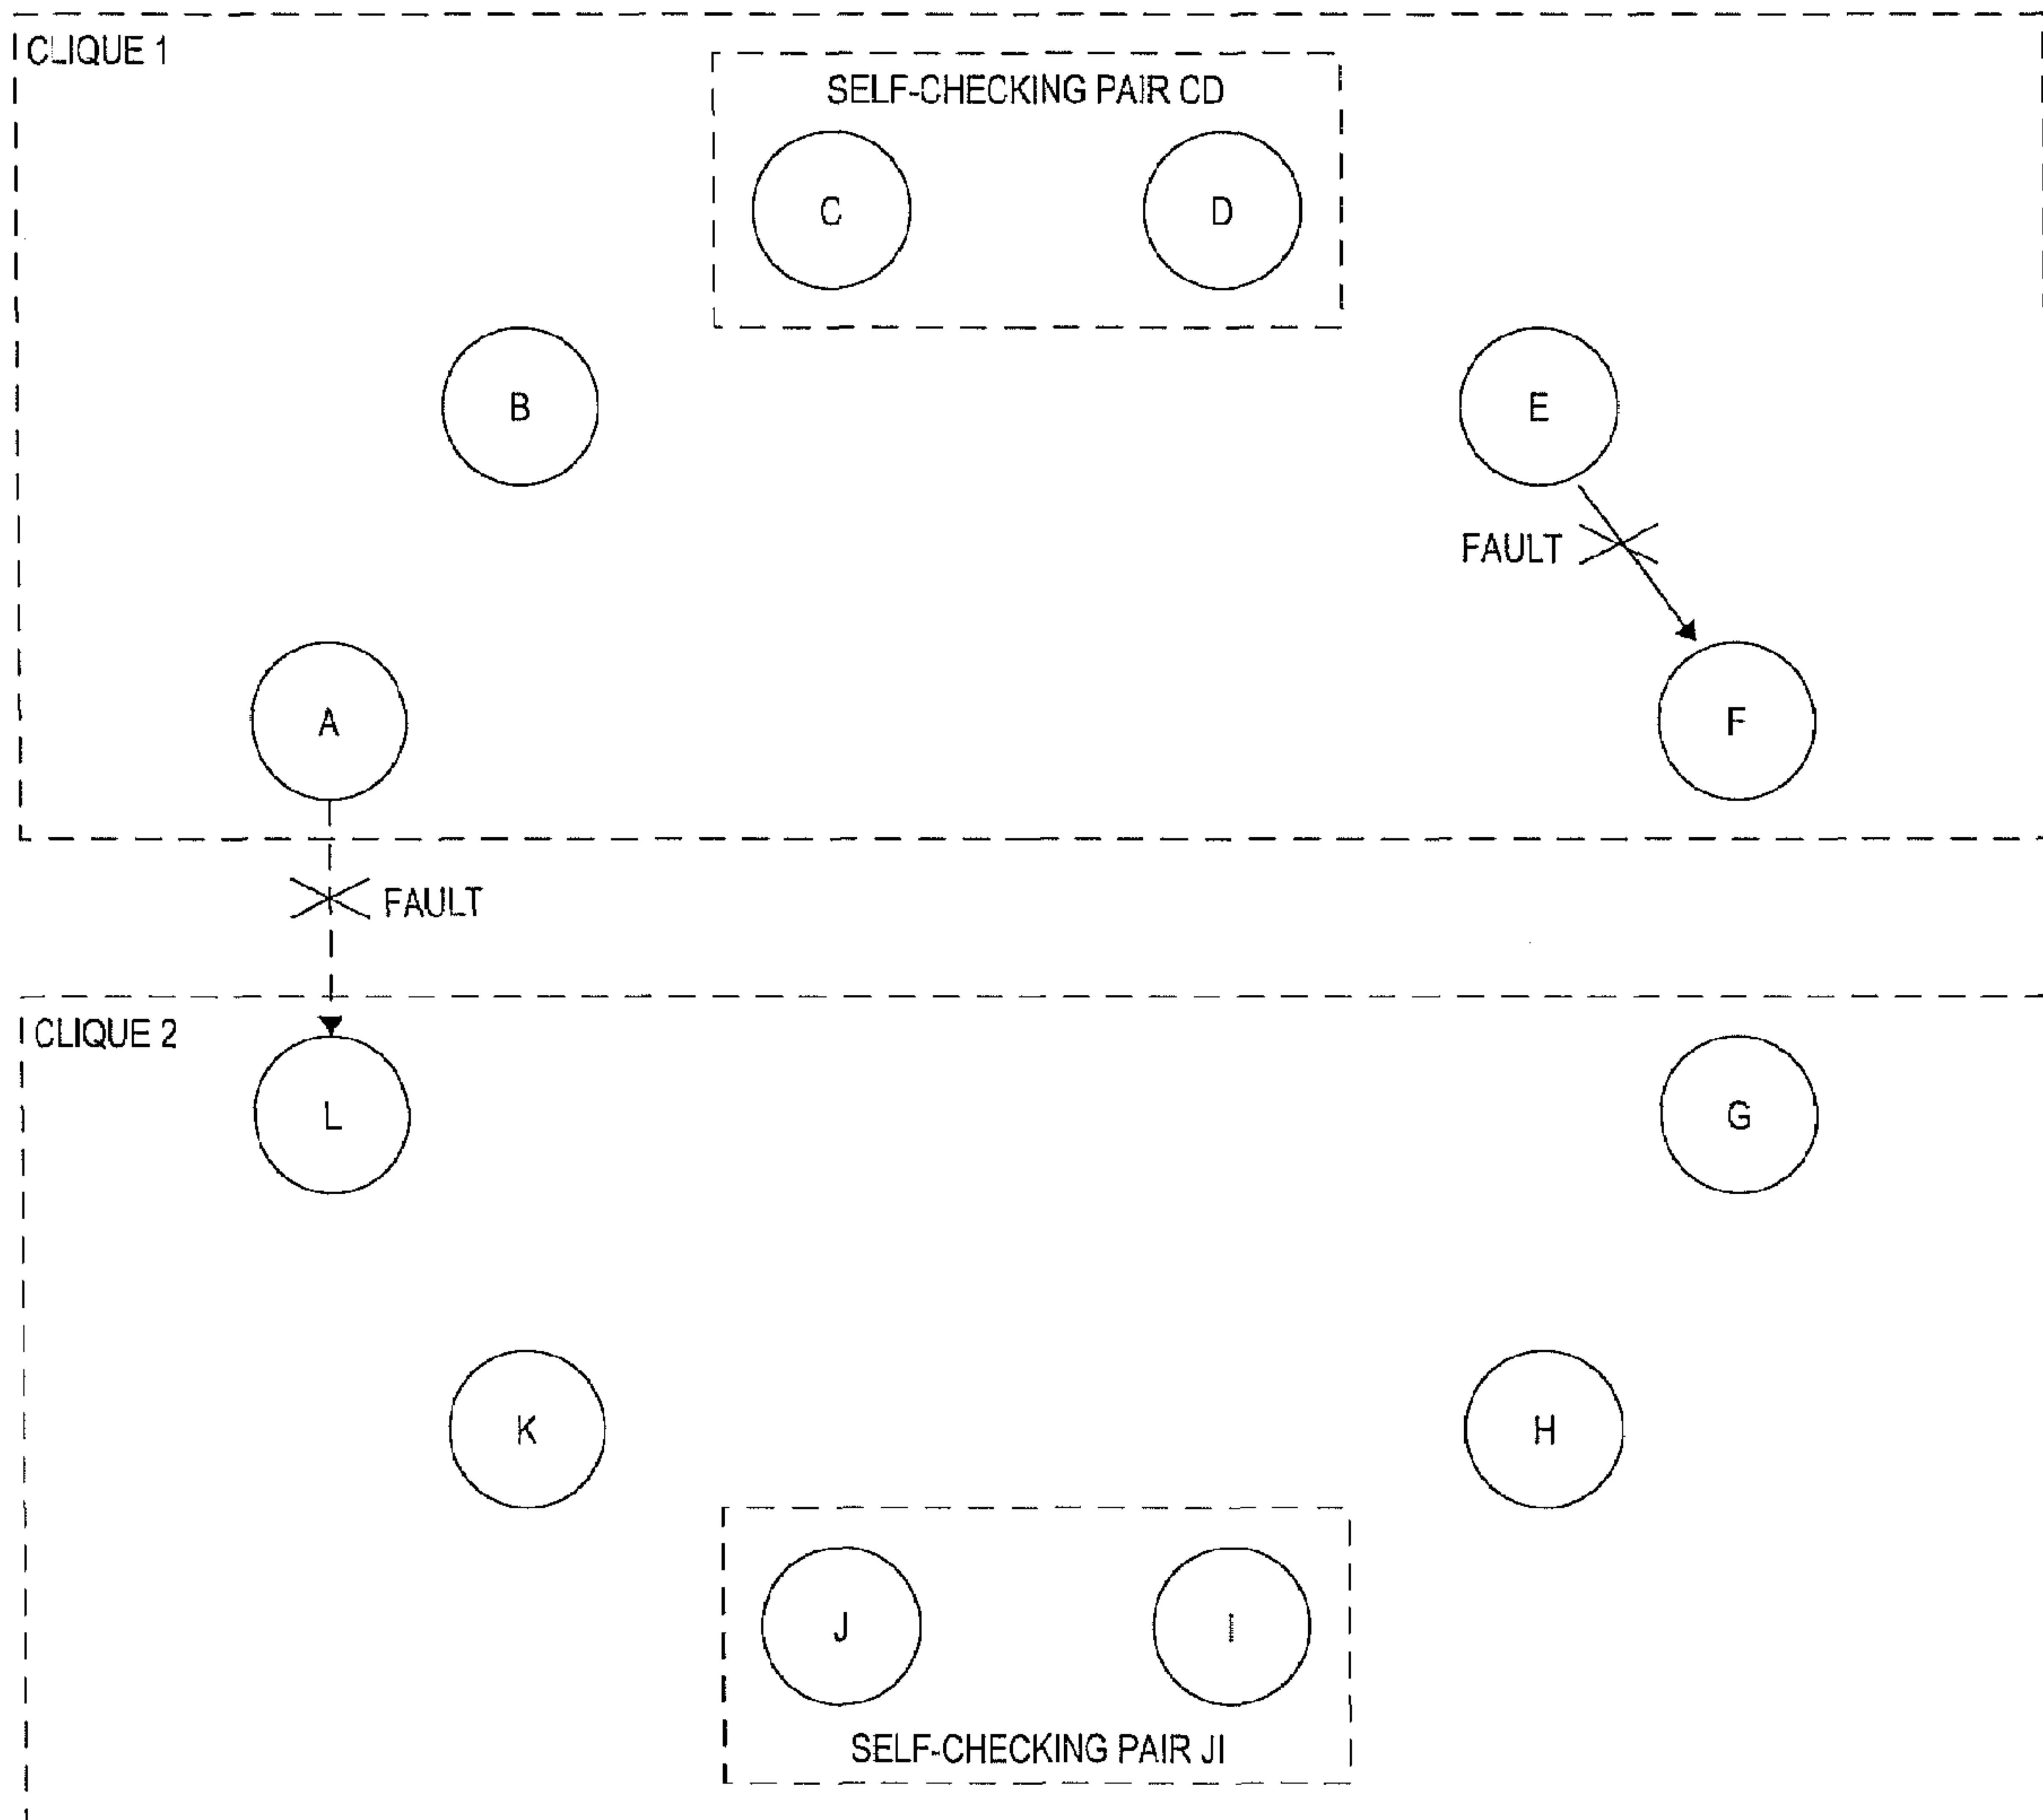 CLIQUE 1
SELF-CHECKING PAIR CD
C
D
B
E
FAULT
A
F
FAULT
CLIQUE 2
L
G
K
H
J
I
SELF-CHECKING PAIR JI